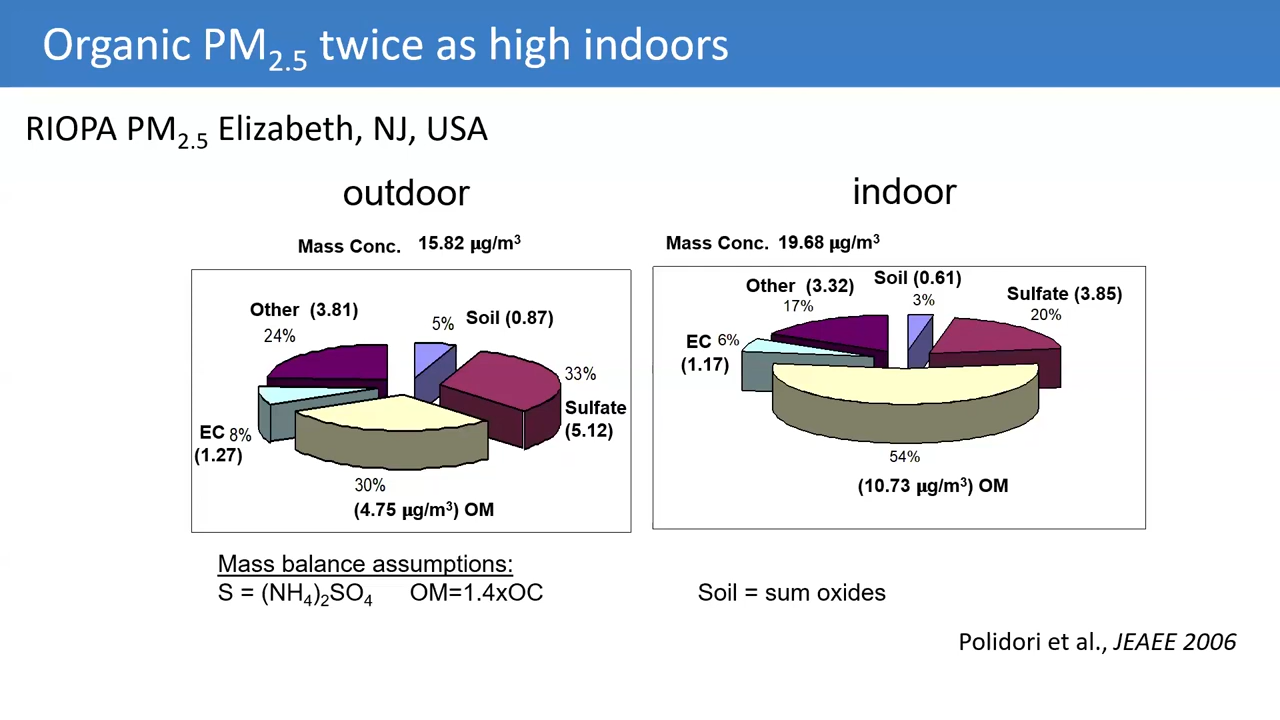 Organic PM2.5 twice as high indoors
RIOPA PM2.5 Elizabeth, NJ, USA
outdoor
Mass Conc. 15.82 µg/m³
Other (3.81)
24%
5% Soil (0.87)
33%
Sulfate
(5.12)
EC 8%
(1.27)
30%
(4.75 µg/m³) OM
indoor
Mass Conc. 19.68 µg/m³
Other (3.32)
17%
Soil (0.61)
3%
Sulfate (3.85)
20%
EC 6%
(1.17)
54%
(10.73 µg/m³) OM
Mass balance assumptions:
S = (NH4)2SO4 OM=1.4xOC Soil = sum oxides
Polidori et al., JEAEE 2006